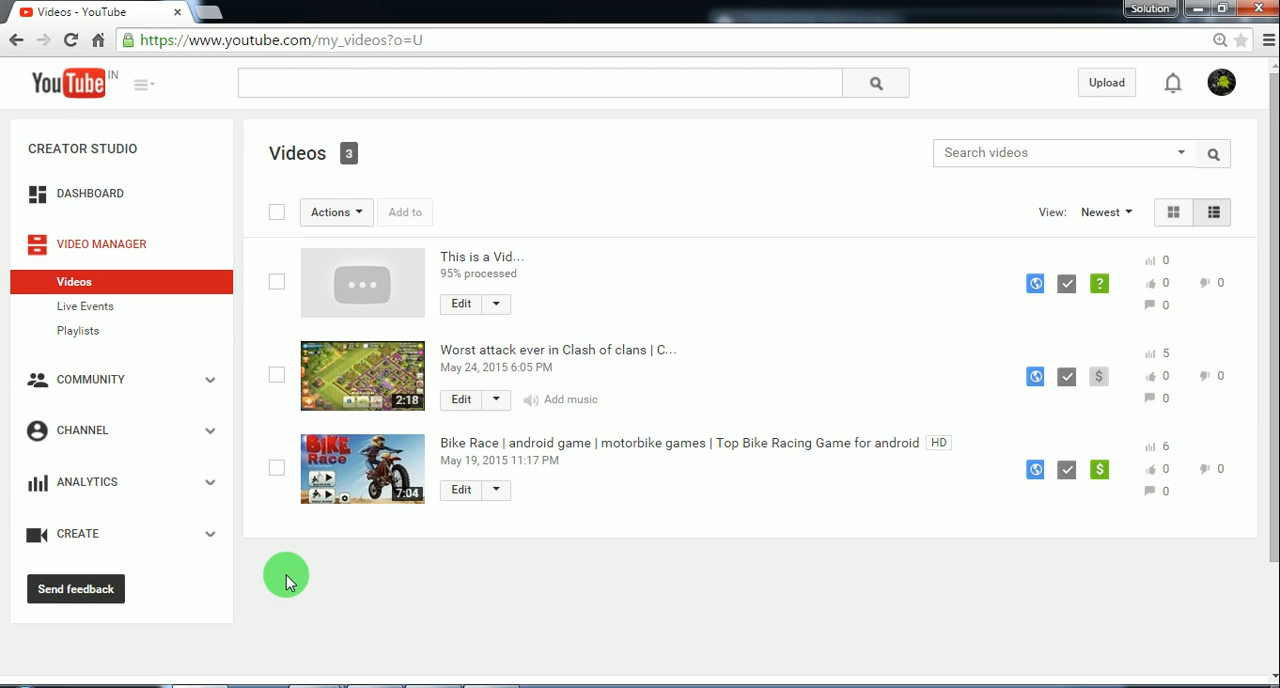 Videos - YouTube
Solution
https://www.youtube.com/my_videos?o=U
YouTube IN
Upload
CREATOR STUDIO
DASHBOARD
VIDEO MANAGER
Videos
Live Events
Playlists
COMMUNITY
CHANNEL
ANALYTICS
CREATE
Send feedback
Videos 3
Search videos
Actions
Add to
View: Newest
This is a Vid...
95% processed
Edit
?
0
0 0
0
2:18
Worst attack ever in Clash of clans | C...
May 24, 2015 6:05 PM
Edit Add music
$
5
0 0
0
BIKE
Race
7:04
Bike Race | android game | motorbike games | Top Bike Racing Game for android HD
May 19, 2015 11:17 PM
Edit
$
6
0 0
0